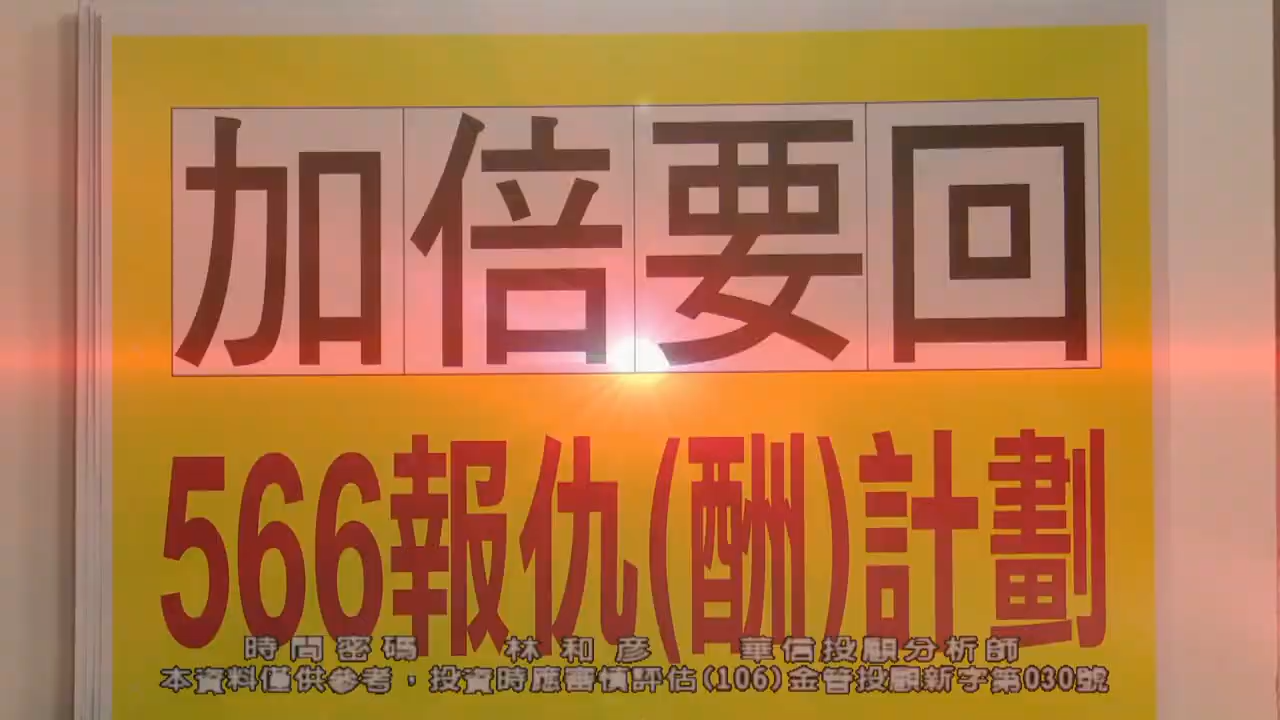 加倍要回
566報仇(酬)計劃
時間密碼 林和彥 華信投顧分析師
本資料僅供參考，投資時應審慎評估(106)金管投顧新字第030號